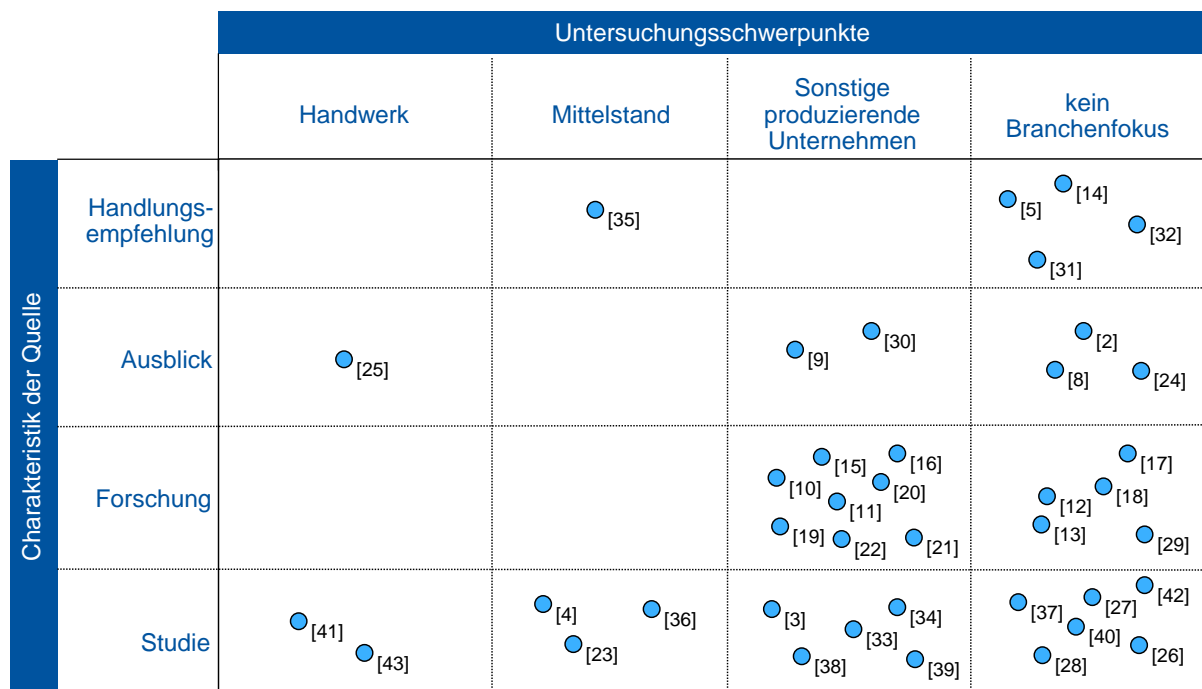 Untersuchungsschwerpunkte
Handwerk
Mittelstand
Sonstige
produzierende
Unternehmen
kein
Branchenfokus
Charakteristik der Quelle
Handlungs-
empfehlung
[35]
[14]
[5]
[32]
[31]
Ausblick
[25]
[30]
[9]
[2]
[8]
[24]
Forschung
[15]
[16]
[10]
[20]
[11]
[19]
[22]
[21]
[17]
[18]
[12]
[13]
[29]
Studie
[41]
[43]
[4]
[36]
[23]
[3]
[34]
[33]
[38]
[39]
[42]
[37]
[27]
[40]
[28]
[26]